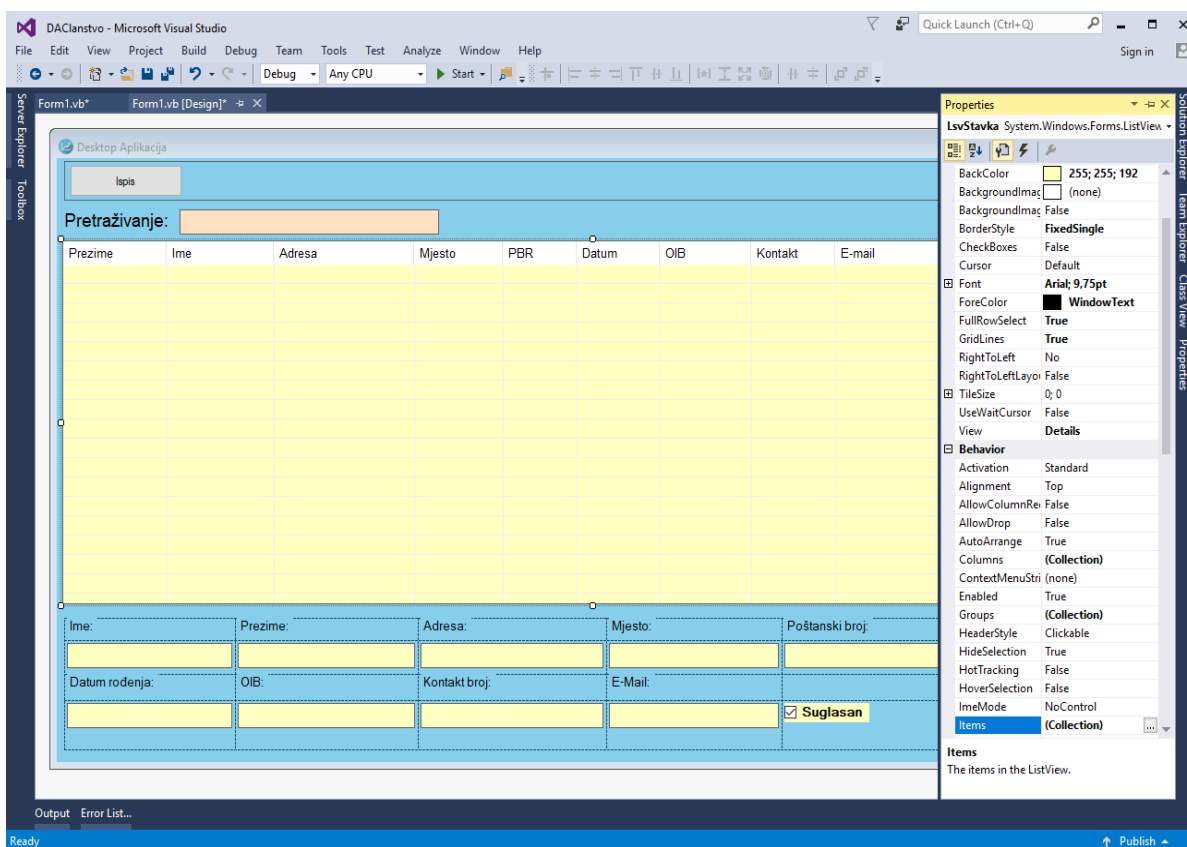 DAClanstvo - Microsoft Visual Studio
Quick Launch (Ctrl+Q)
File Edit View Project Build Debug Team Tools Test Analyze Window Help
Sign in
Debug Any CPU Start
Server Explorer
Toolbox
Form1.vb*
Form1.vb [Design]*
Desktop Aplikacija
Ispis
Pretraživanje:
Prezime Ime Adresa Mjesto PBR Datum OIB Kontakt E-mail
Ime: Prezime: Adresa: Mjesto: Poštanski broj:
Datum rođenja: OIB: Kontakt broj: E-Mail:
Suglasan
Properties
LsvStavka System.Windows.Forms.ListView
BackColor 255; 255; 192
BackgroundImag (none)
BackgroundImag False
BorderStyle FixedSingle
CheckBoxes False
Cursor Default
Font Arial; 9,75pt
ForeColor WindowText
FullRowSelect True
GridLines True
RightToLeft No
RightToLeftLayou False
TileSize 0; 0
UseWaitCursor False
View Details
Behavior
Activation Standard
Alignment Top
AllowColumnRe False
AllowDrop False
AutoArrange True
Columns (Collection)
ContextMenuStri (none)
Enabled True
Groups (Collection)
HeaderStyle Clickable
HideSelection True
HotTracking False
HoverSelection False
ImeMode NoControl
Items (Collection) ...
Items
The items in the ListView.
Solution Explorer
Team Explorer
Class View
Properties
Output Error List...
Ready
Publish